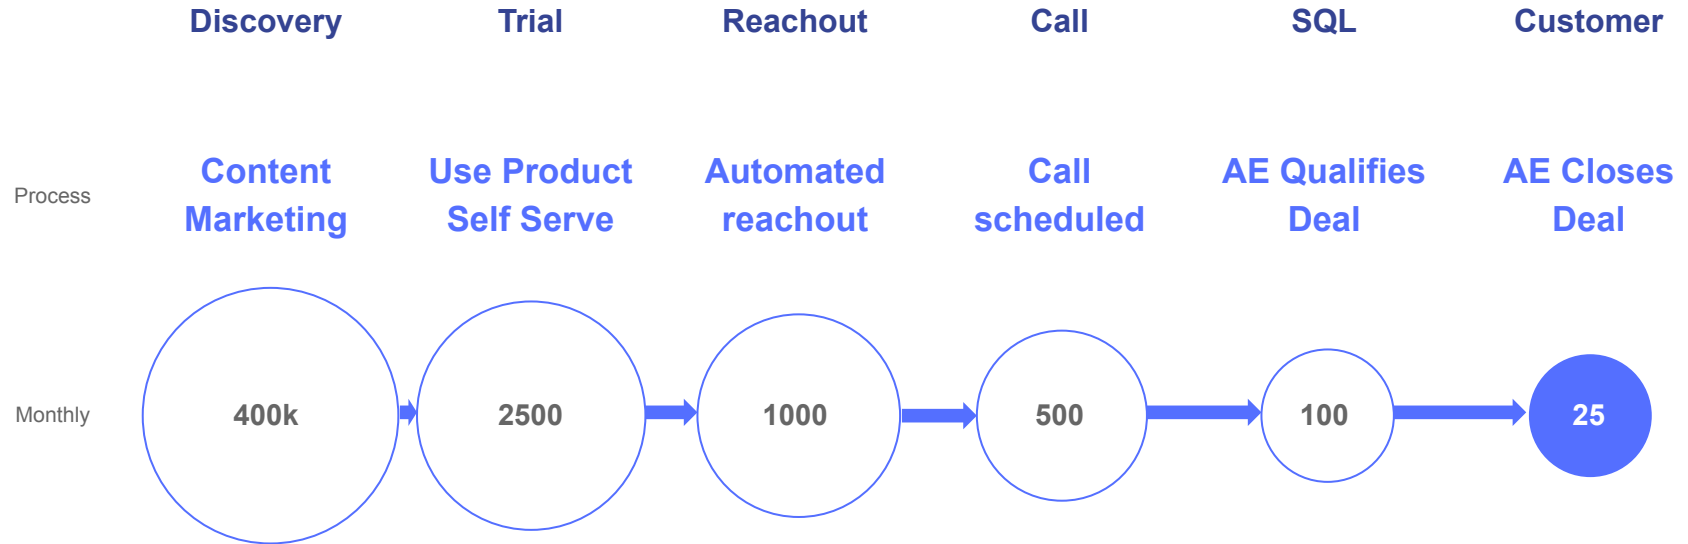 Discovery Trial Reachout Call SQL Customer
Process
Content
Marketing
Use Product
Self Serve
Automated
reachout
Call
scheduled
AE Qualifies
Deal
AE Closes
Deal
Monthly
400k
2500
1000
500
100
25